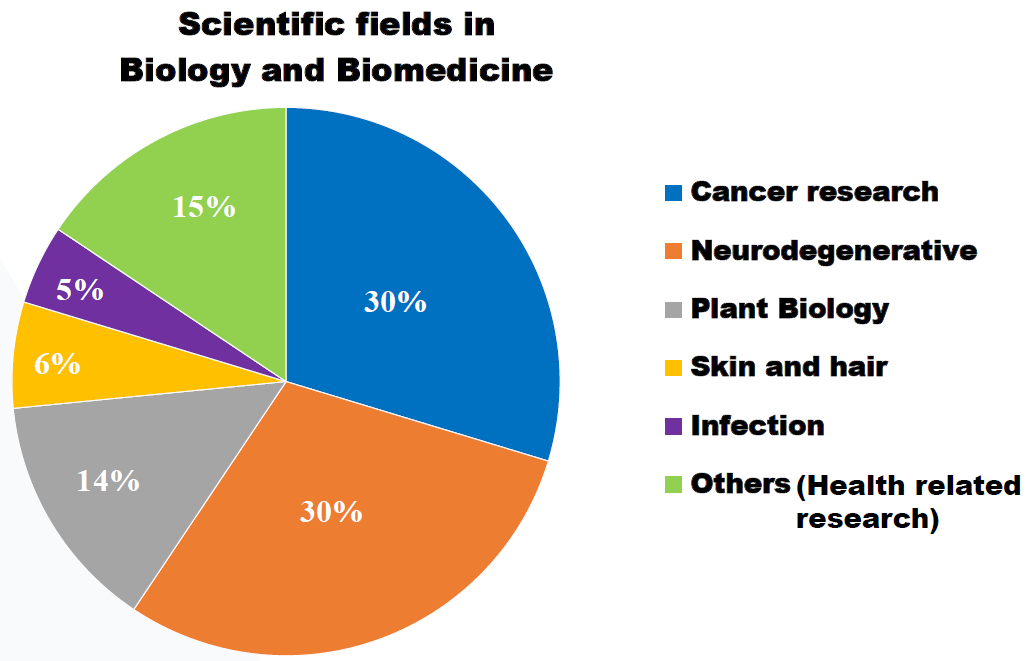 Scientific fields in
Biology and Biomedicine
15%
30%
5%
6%
14%
30%
Cancer research
Neurodegenerative
Plant Biology
Skin and hair
Infection
Others (Health related
research)